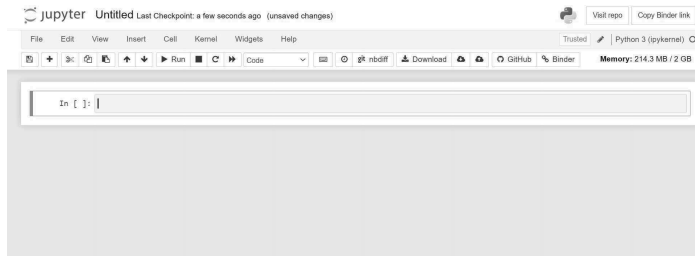 jupyter Untitled Last Checkpoint: a few seconds ago (unsaved changes) Visit repo Copy Binder link
File Edit View Insert Cell Kernel Widgets Help Trusted Python 3 (ipykernel)
Run Code git nbdiff Download GitHub Binder Memory: 214.3 MB / 2 GB
In [ ]: